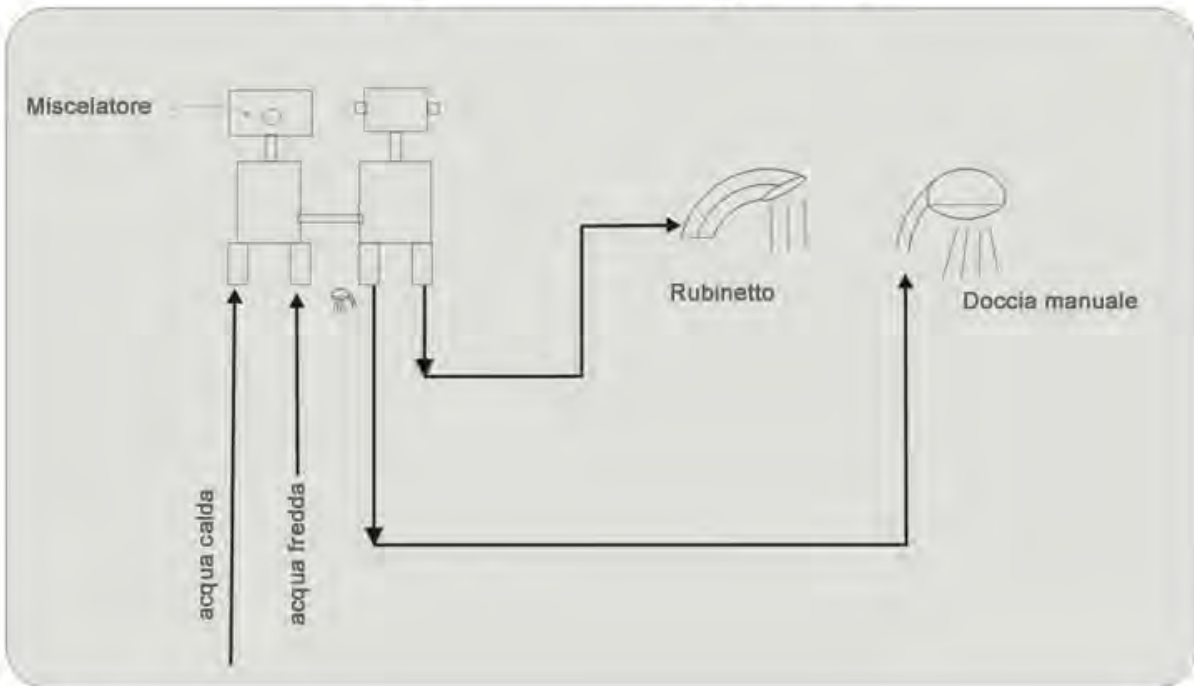 Miscelatore
Rubinetto
Doccia manuale
acqua calda
acqua fredda